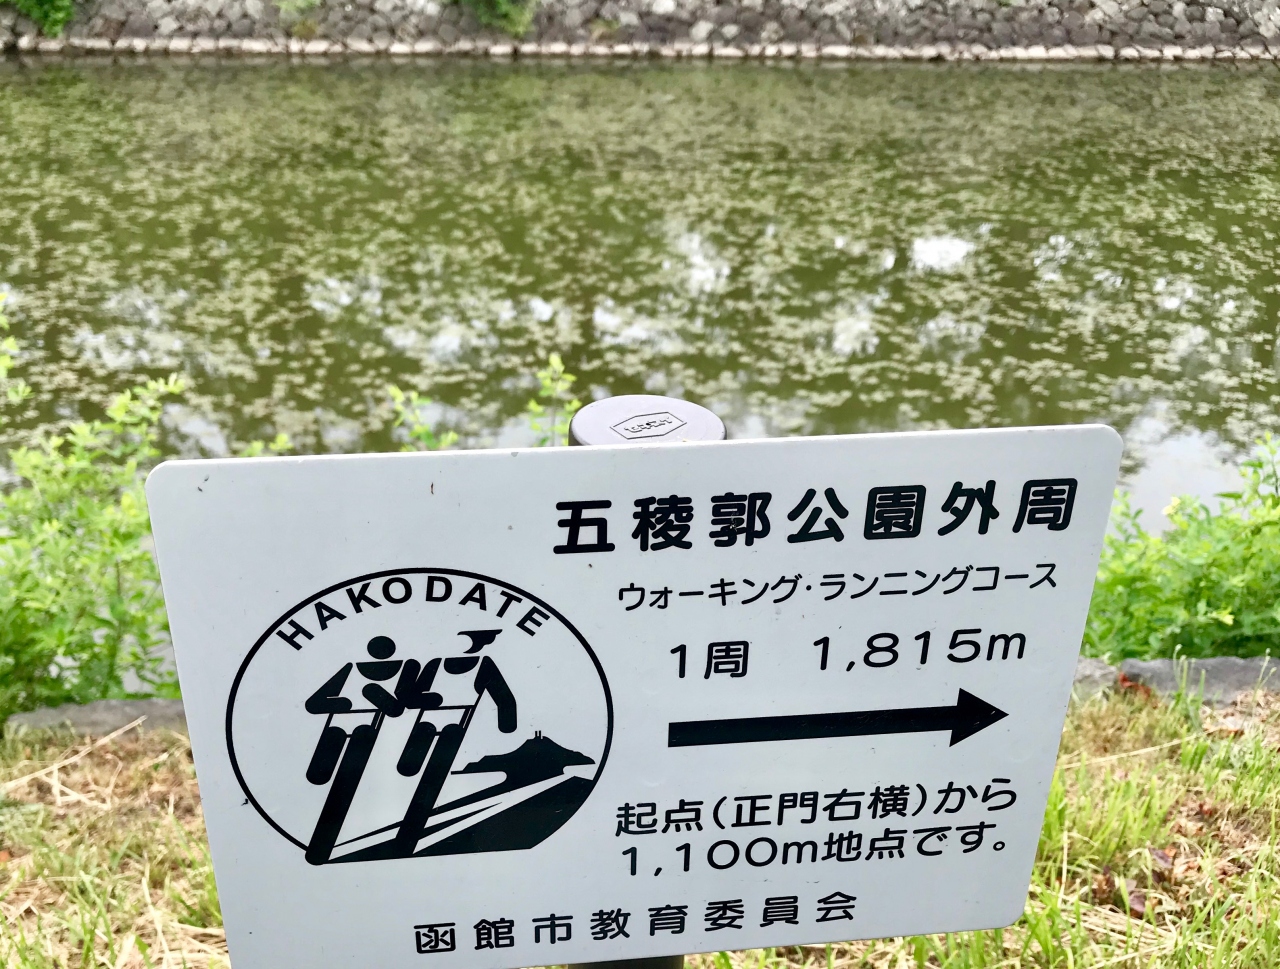 五稜郭公園外周
ウォーキング・ランニングコース
1周 1,815m
HAKODATE
起点(正門右横)から
1,100m地点です。
函館市教育委員会